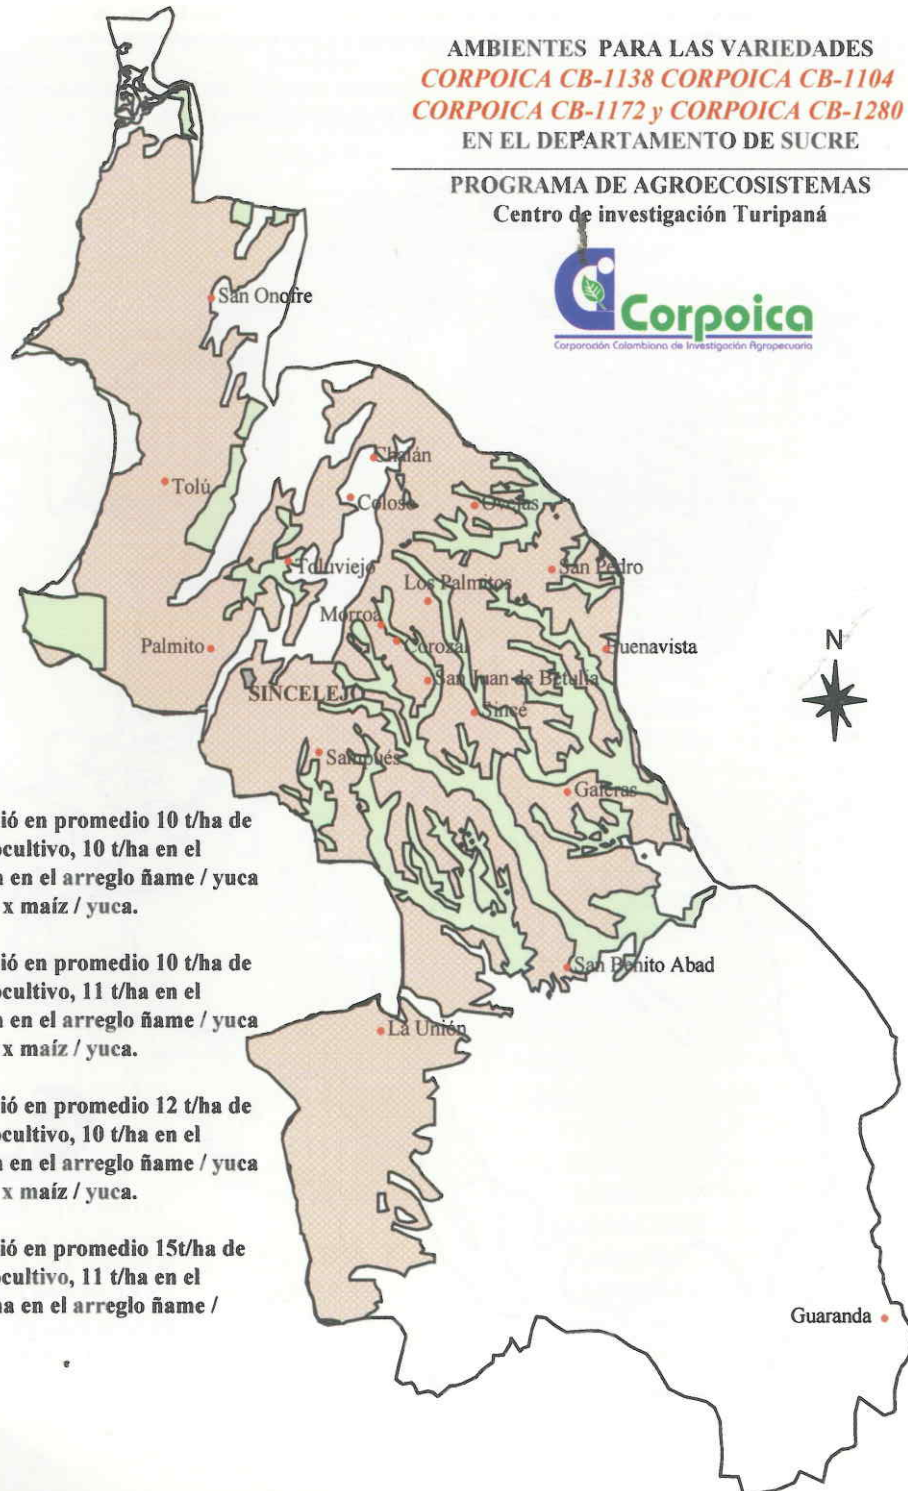 AMBIENTES PARA LAS VARIEDADES
CORPOICA CB-1138 CORPOICA CB-1104
CORPOICA CB-1172 y CORPOICA CB-1280
EN EL DEPARTAMENTO DE SUCRE
PROGRAMA DE AGROECOSISTEMAS
Centro de investigación Turipaná
Corpoica
Corporación Colombiana de Investigación Agropecuaria
San Onofre
Chalán
Tolú
Coloso
Ovejas
Toluviejo
San Pedro
Los Palmitos
Morroa
N
Palmito
Corozal
Buenavista
San Juan de Betulia
SINCELEJO
Since
Sampués
Galeras
ió en promedio 10 t/ha de
ocultivo, 10 t/ha en el
a en el arreglo ñame / yuca
x maíz / yuca.
San Benito Abad
ió en promedio 10 t/ha de
ocultivo, 11 t/ha en el
a en el arreglo ñame / yuca
x maíz / yuca.
La Unión
ió en promedio 12 t/ha de
ocultivo, 10 t/ha en el
a en el arreglo ñame / yuca
x maíz / yuca.
ió en promedio 15t/ha de
ocultivo, 11 t/ha en el
na en el arreglo ñame /
Guaranda